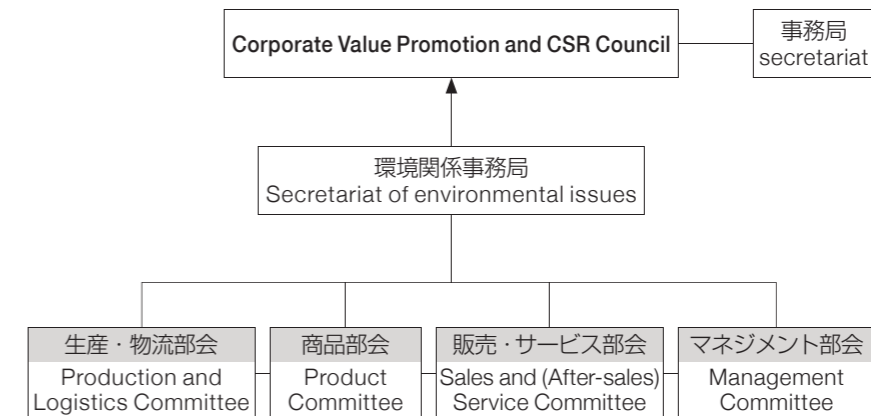 Corporate Value Promotion and CSR Council
事務局
secretariat
環境関係事務局
Secretariat of environmental issues
生産・物流部会
Production and
Logistics Committee
商品部会
Product
Committee
販売・サービス部会
Sales and (After-sales)
Service Committee
マネジメント部会
Management
Committee